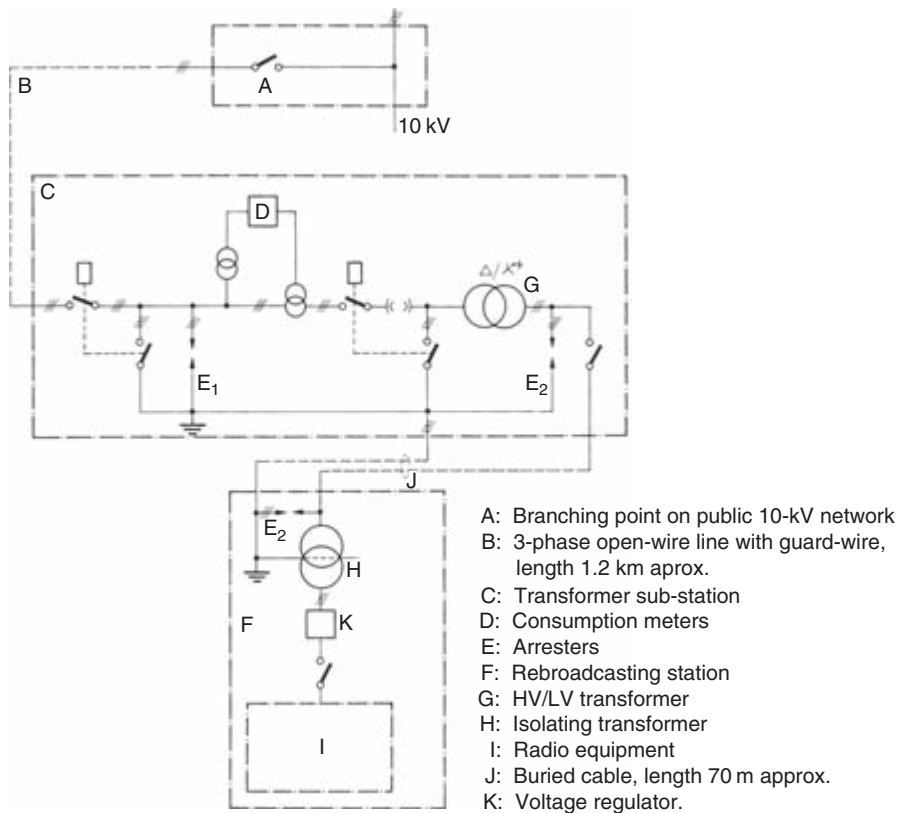 A
B
10 kV
C
D
Δ/
G
E1
E2
J
E2
H
F
K
I
A: Branching point on public 10-kV network
B: 3-phase open-wire line with guard-wire,
length 1.2 km aprox.
C: Transformer sub-station
D: Consumption meters
E: Arresters
F: Rebroadcasting station
G: HV/LV transformer
H: Isolating transformer
I: Radio equipment
J: Buried cable, length 70 m approx.
K: Voltage regulator.